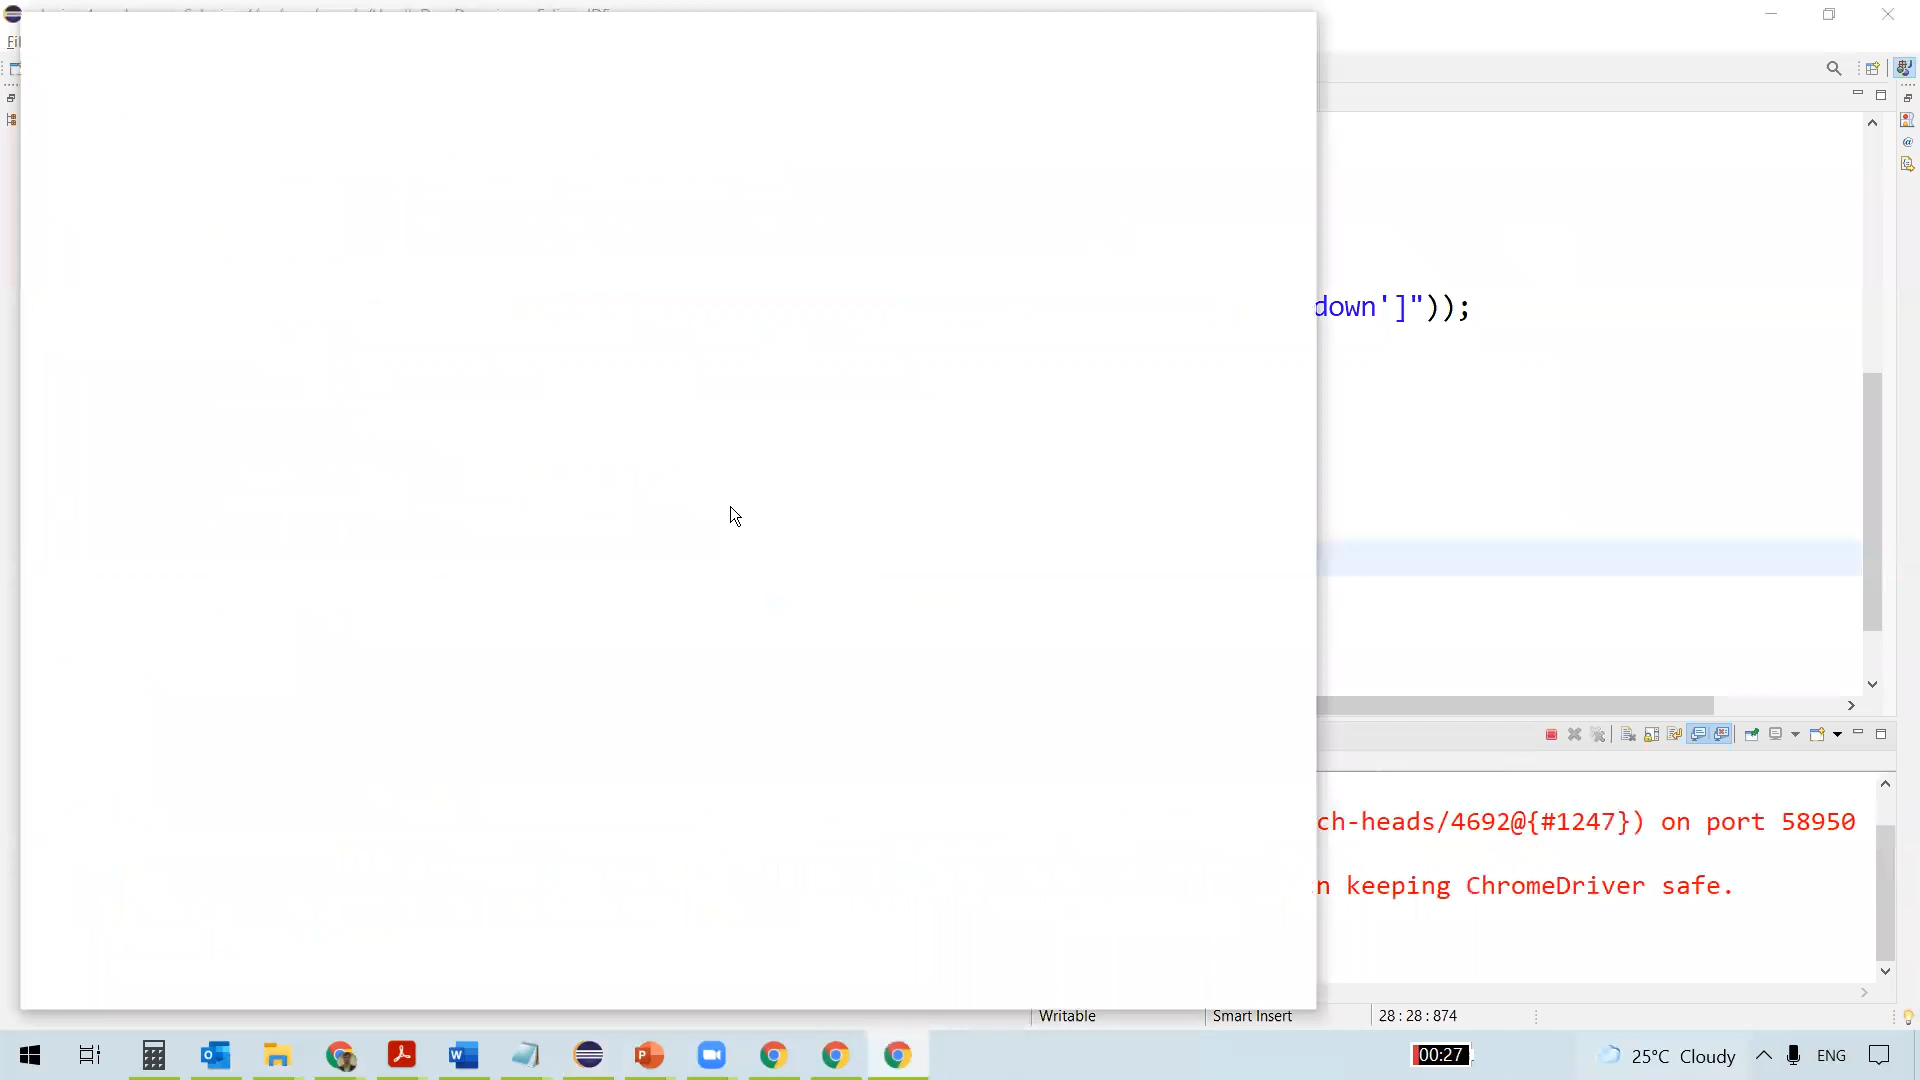 Fil
down']"));
ch-heads/4692@{#1247}) on port 58950
n keeping ChromeDriver safe.
Writable
Smart Insert
28 : 28 : 874
00:27
25°C Cloudy
ENG